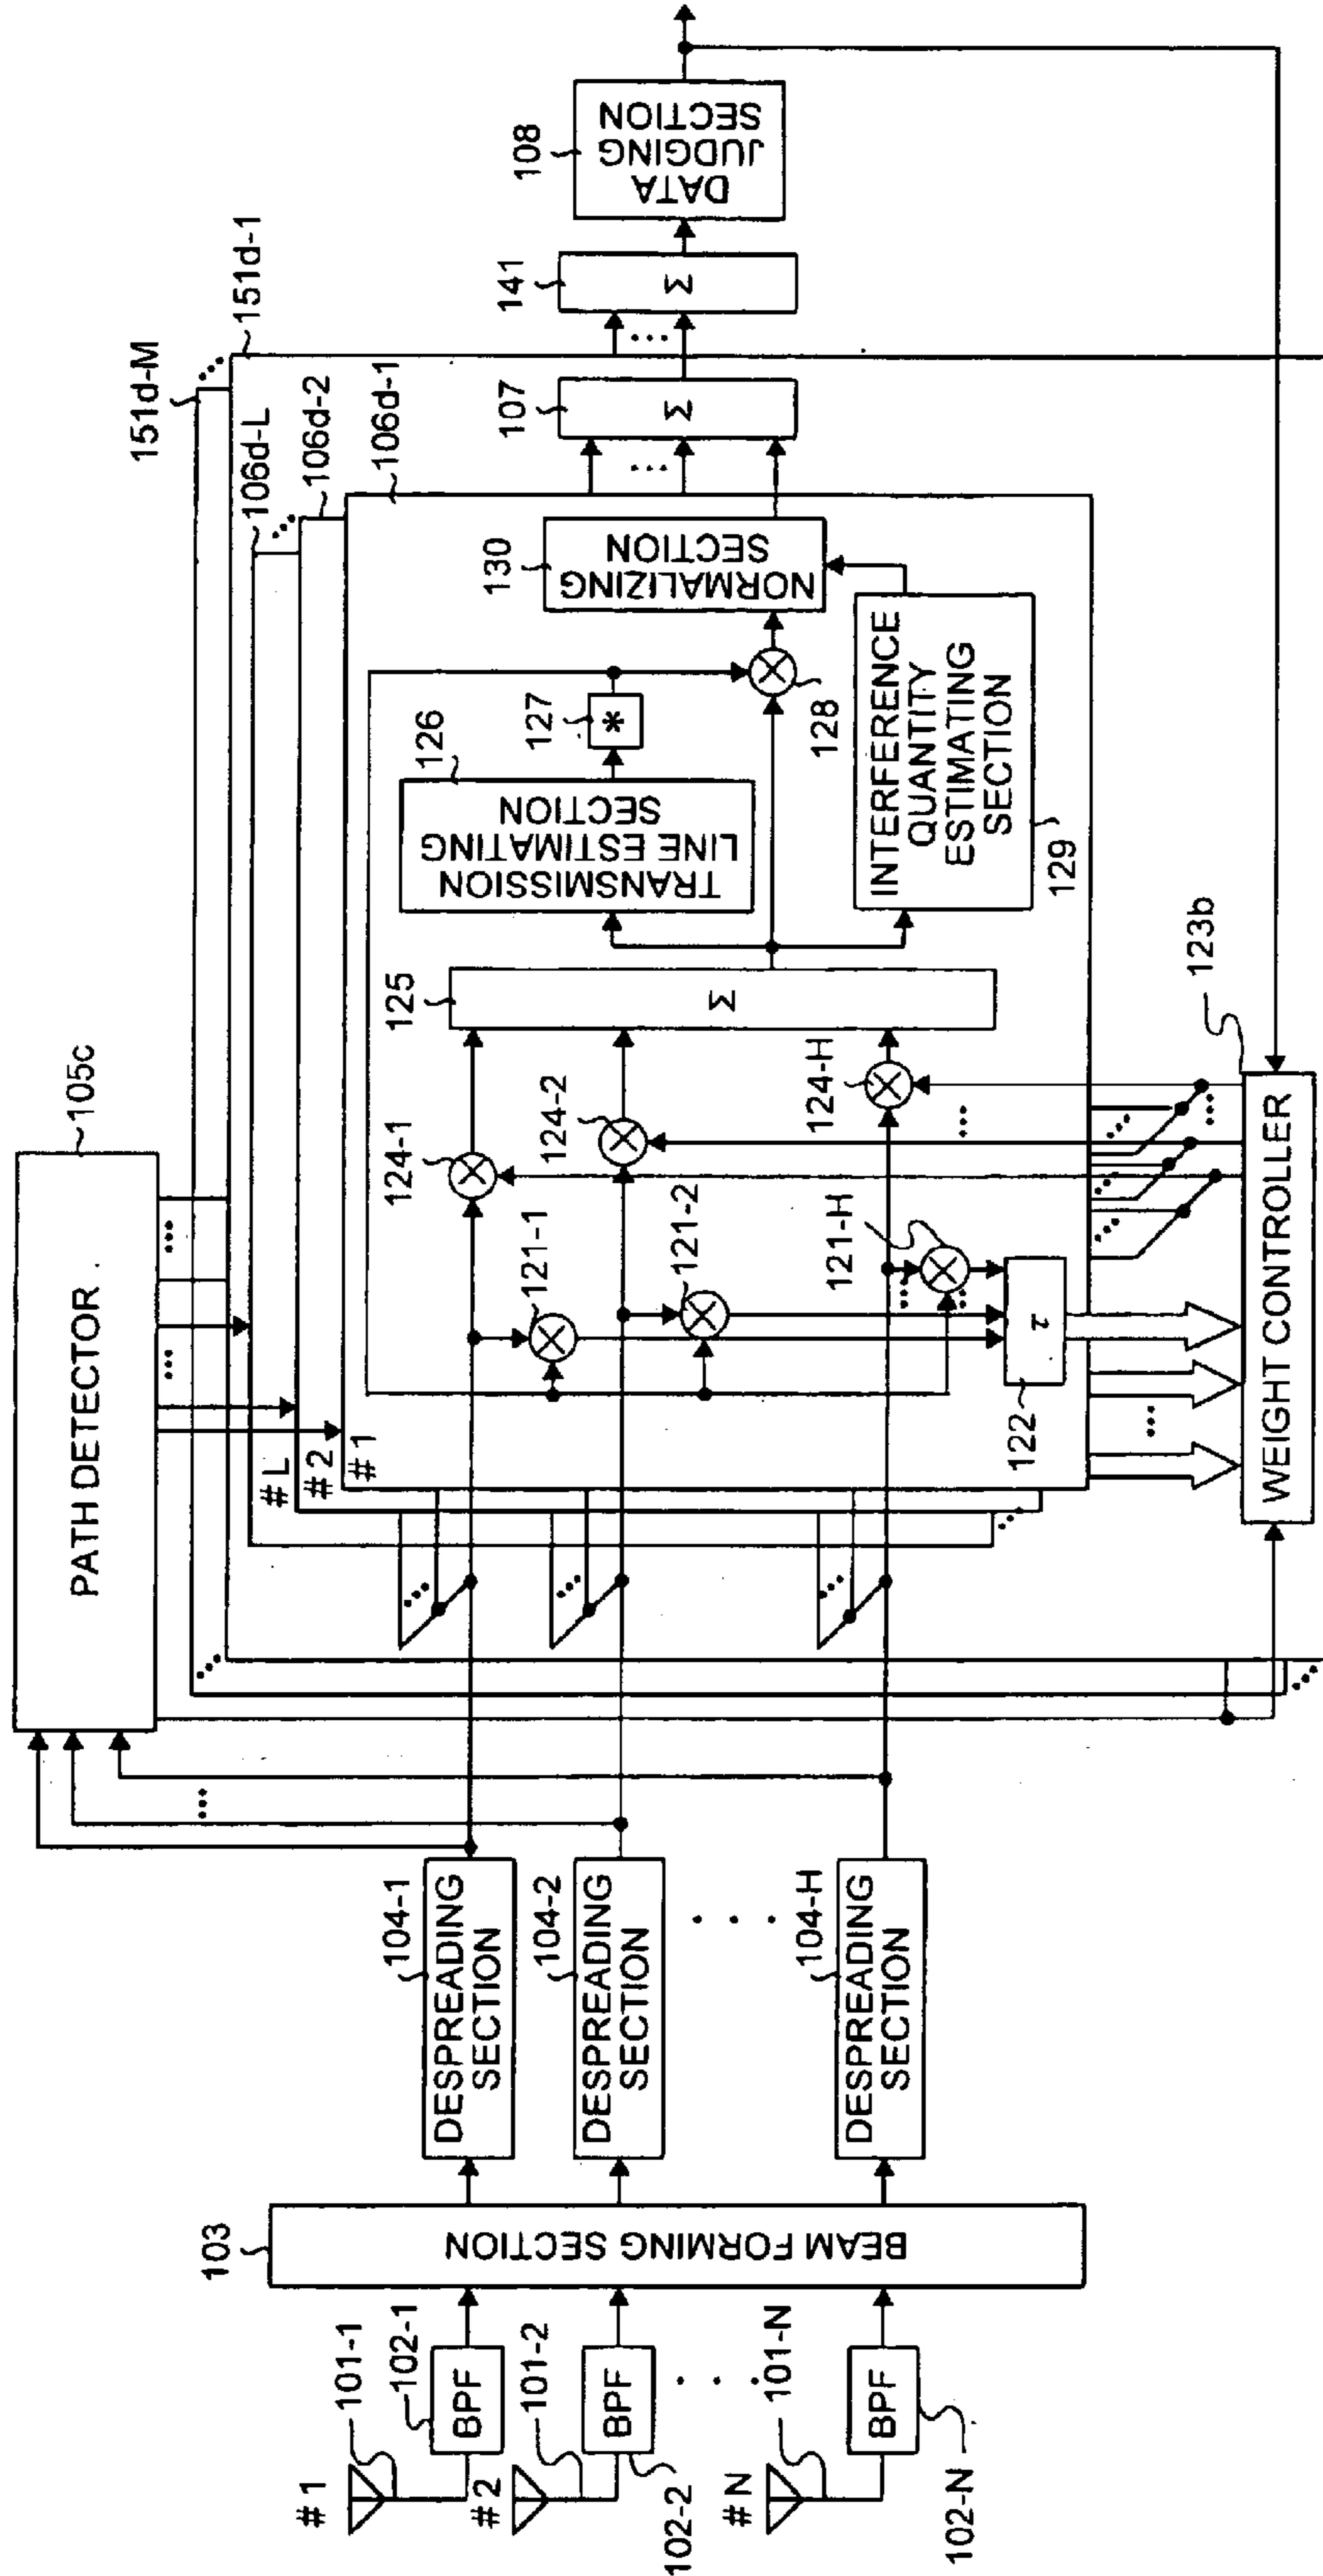 #1
101-1
102-1
BPF
#2
101-2
BPF
102-2
#N
101-N
BPF
102-N
103
BEAM FORMING SECTION
104-1
DESPREADING
SECTION
104-2
DESPREADING
SECTION
104-H
DESPREADING
SECTION
PATH DETECTOR
105c
#L
#2
#1
121-1
121-2
121-H
τ
122
124-1
124-2
124-H
125
Σ
126
TRANSMISSION
LINE ESTIMATING
SECTION
127
*
128
INTERFERENCE
QUANTITY
ESTIMATING
SECTION
129
130
NORMALIZING
SECTION
106d-L
106d-2
106d-1
151d-M
151d-1
107
Σ
141
Σ
108
DATA
JUDGING
SECTION
WEIGHT CONTROLLER
123b